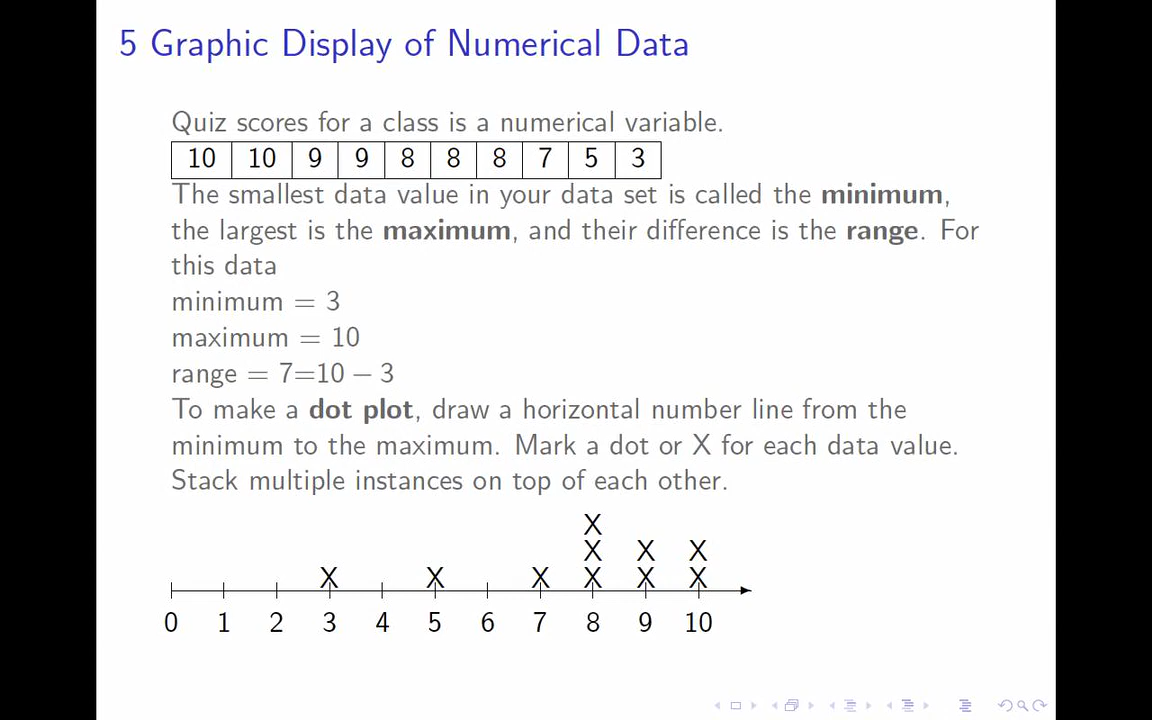 5 Graphic Display of Numerical Data
Quiz scores for a class is a numerical variable.
10 10 9 9 8 8 8 7 5 3
The smallest data value in your data set is called the minimum,
the largest is the maximum, and their difference is the range. For
this data
minimum = 3
maximum = 10
range = 7=10 − 3
To make a dot plot, draw a horizontal number line from the
minimum to the maximum. Mark a dot or X for each data value.
Stack multiple instances on top of each other.
X
X X X
X X X X X X
0 1 2 3 4 5 6 7 8 9 10